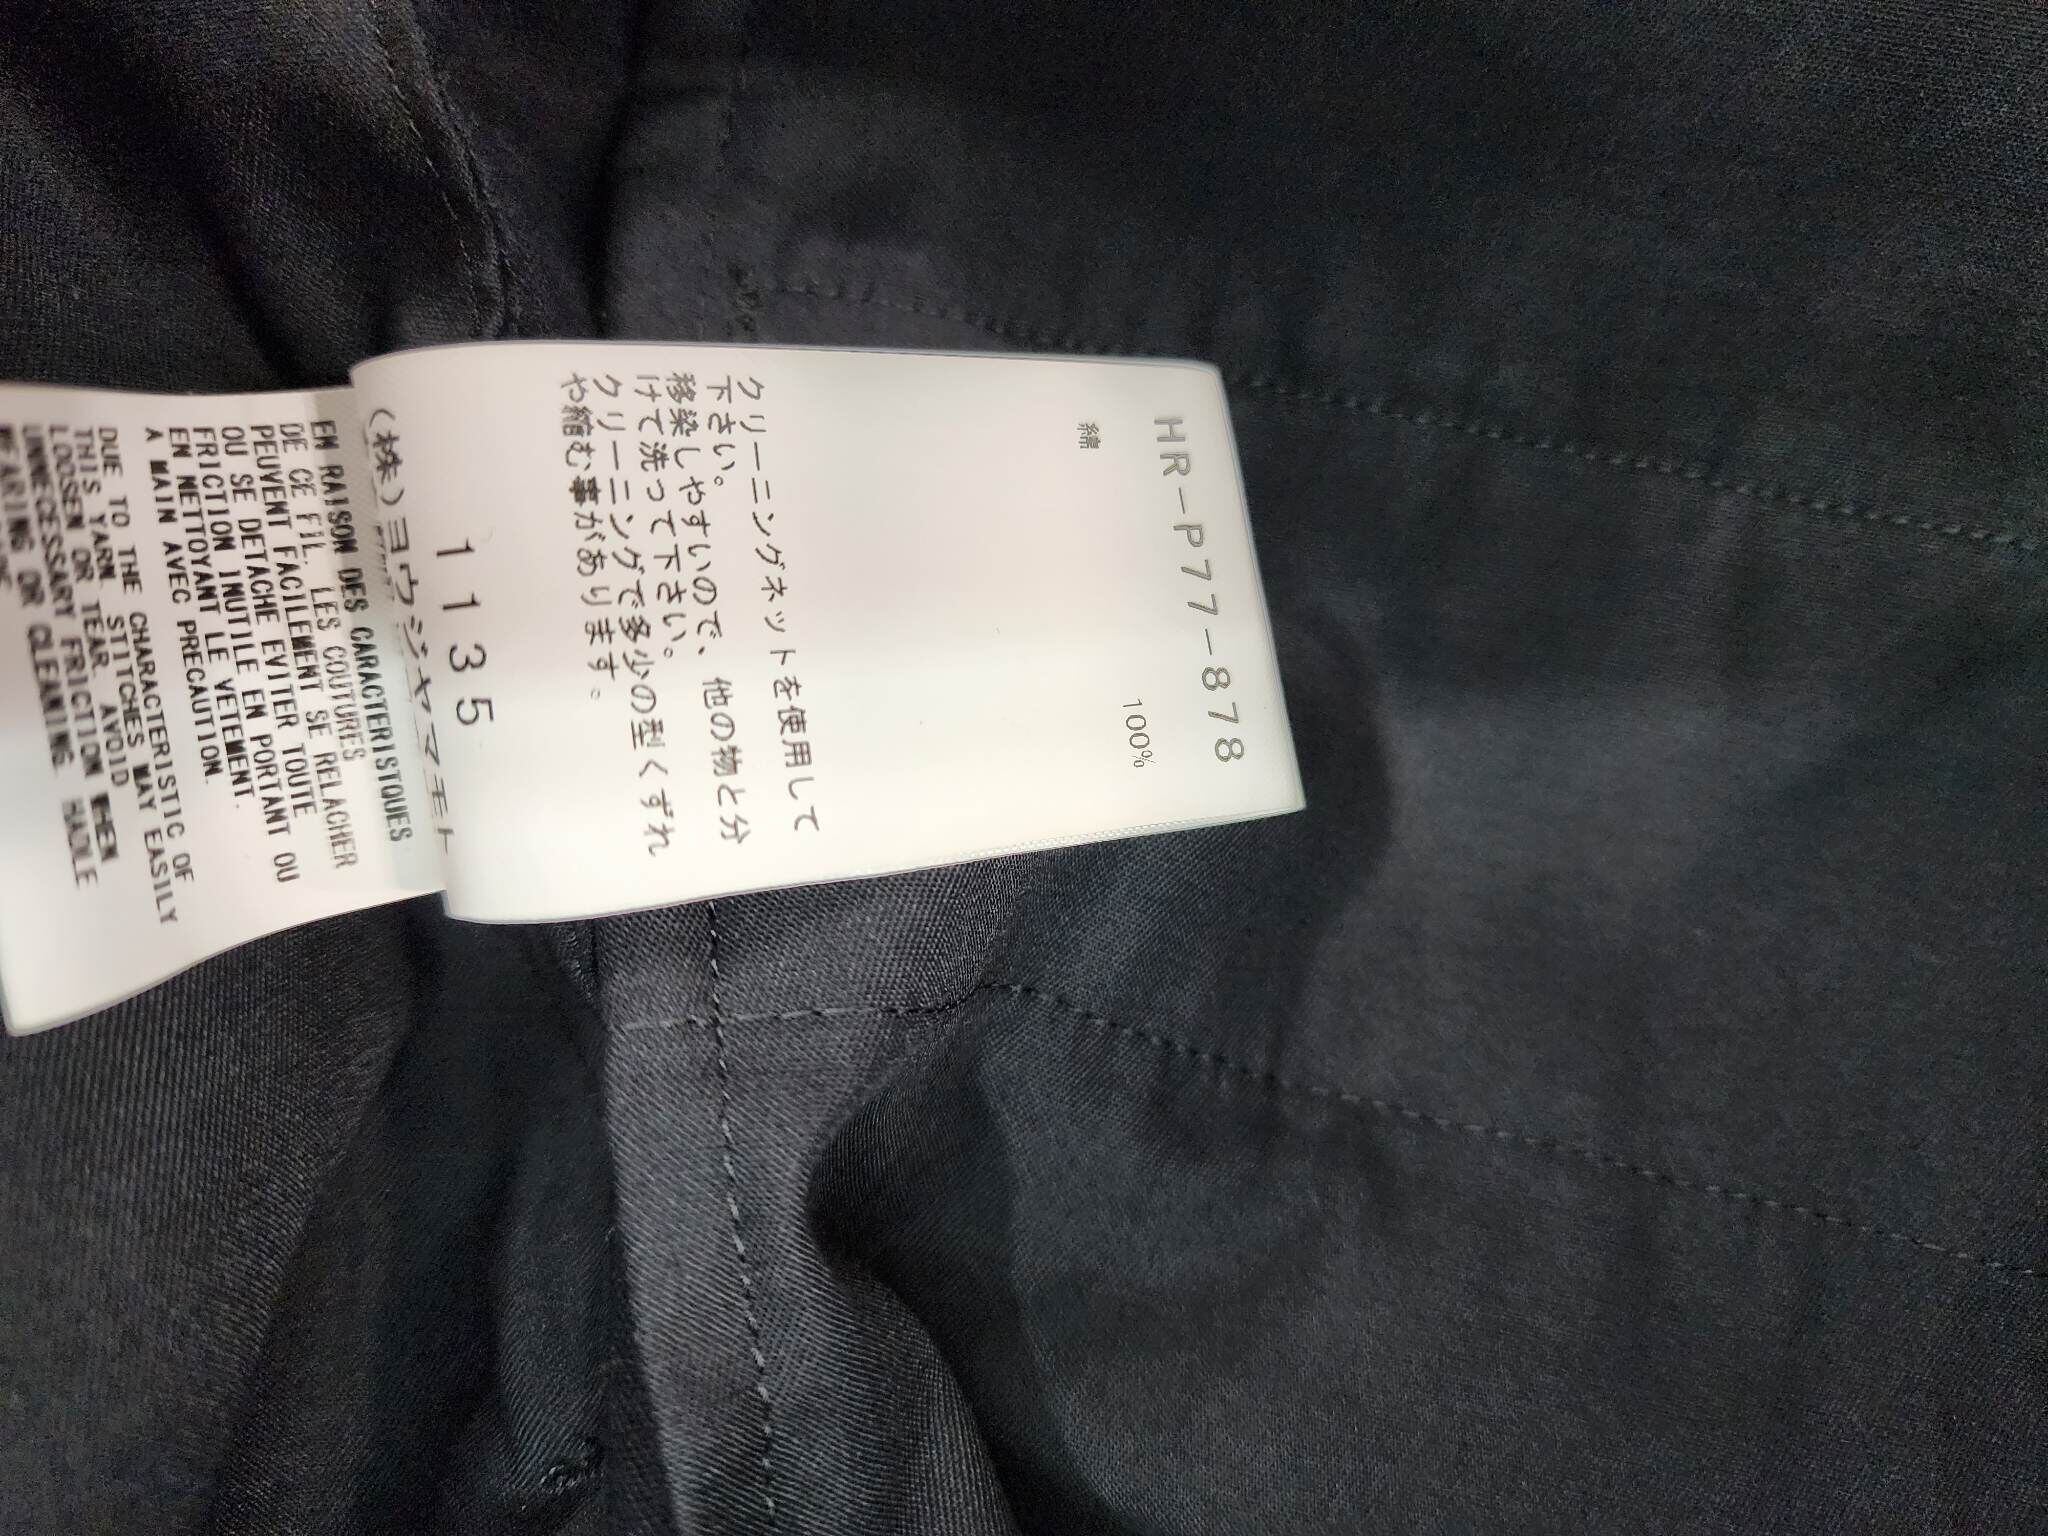 HR-P77-878
綿 100%
クリーニングネットを使用して
下さい。
移染しやすいので、他の物と分
けて洗って下さい。
クリーニングで多少の型くずれ
や縮む事があります。
1135
(株)ヨウジヤマモト
EN RAISON DES CARACTERISTIQUES
DE CE FIL. LES COUTURES
PEUVENT FACILEMENT SE RELACHER
OU SE DETACHE EVITER TOUTE
FRICTION INUTILE EN PORTANT OU
EN NETTOYANT LE VETEMENT.
A MAIN AVEC PRECAUTION.
DUE TO THE CHARACTERISTIC OF
THIS YARN. STITCHES MAY EASILY
LOOSEN OR TEAR. AVOID
UNNECESSARY FRICTION WHEN
WEARING OR CLEANING. HADLE